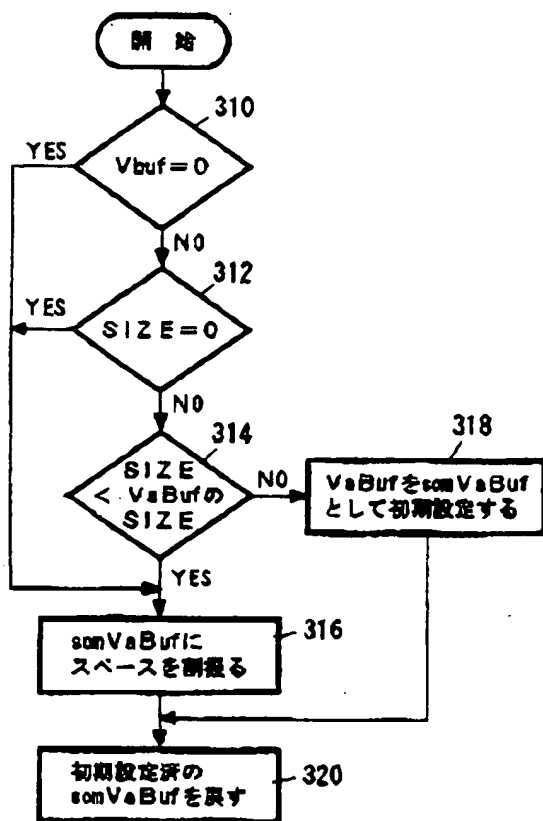 開 始
310
YES
Vbuf=0
NO
312
YES
SIZE=0
NO
314
SIZE
< VaBufの
SIZE
NO
318
VaBufをsomVaBuf
として初期設定する
YES
somVaBufに
スペースを割振る
316
初期設定済の
somVaBufを戻す
320